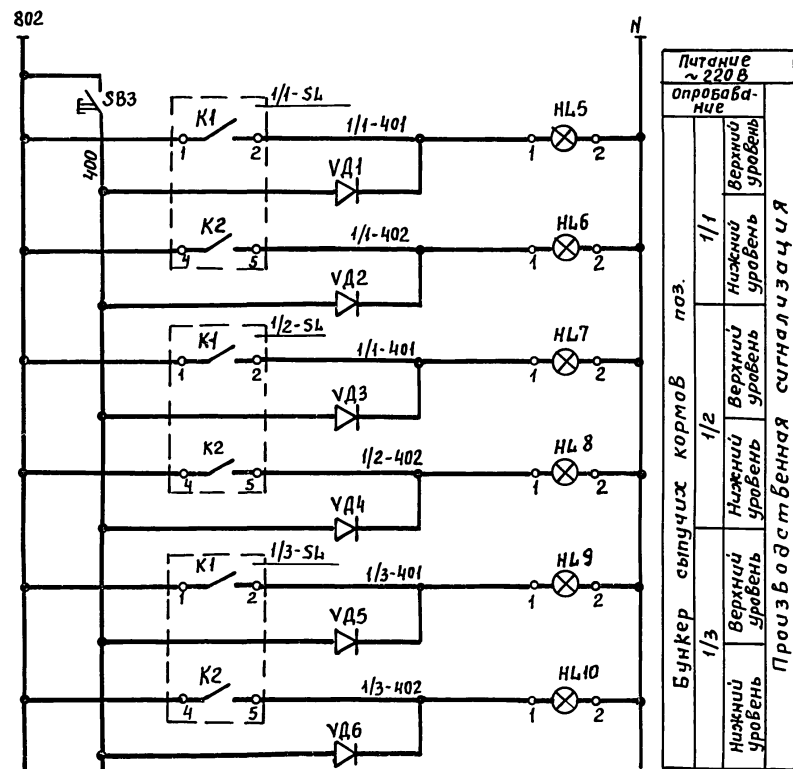 802
N
SB3
400
1/1-SL
K1
1
2
1/1-401
HL5
1
2
VД1
K2
4
5
1/1-402
HL6
1
2
VД2
1/2-SL
K1
1
2
1/1-401
HL7
1
2
VД3
K2
4
5
1/2-402
HL8
1
2
VД4
1/3-SL
K1
1
2
1/3-401
HL9
1
2
VД5
K2
4
5
1/3-402
HL10
1
2
VД6
Питание
~220В
опробова-
ние
Бункер сыпучих кормов поз.
1/1
Верхний
уровень
Нижний
уровень
1/2
Верхний
уровень
Нижний
уровень
1/3
Верхний
уровень
Нижний
уровень
Производственная сигнализация